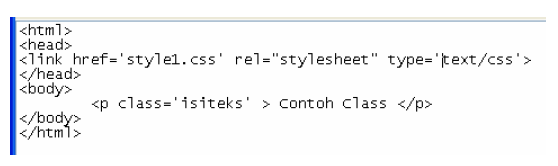 <html>
<head>
<link href='style1.css' rel="stylesheet" type='text/css'>
</head>
<body>
<p class='isiteks' > Contoh Class </p>
</body>
</html>